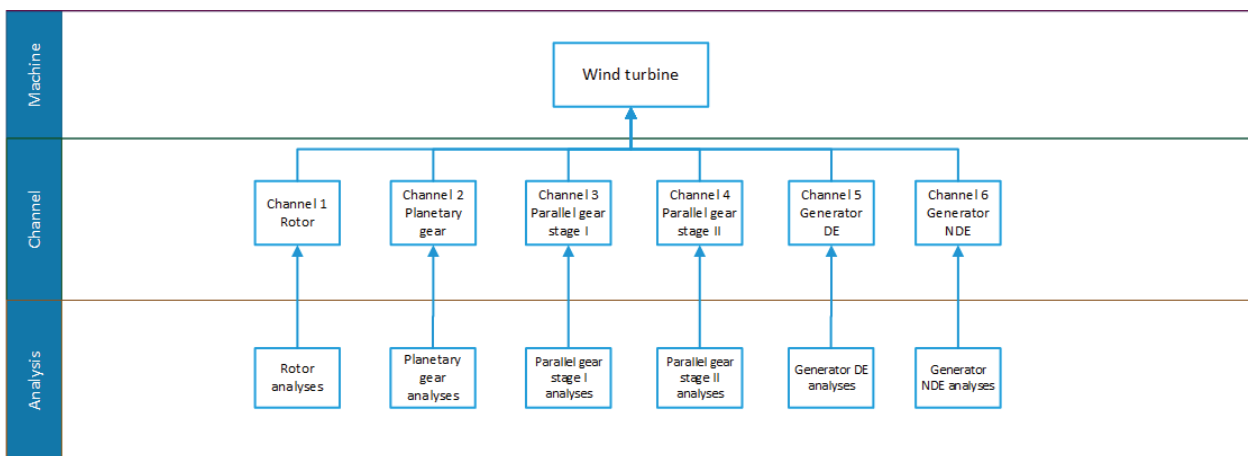 Machine
Wind turbine
Channel
Channel 1
Rotor
Channel 2
Planetary
gear
Channel 3
Parallel gear
stage I
Channel 4
Parallel gear
stage II
Channel 5
Generator
DE
Channel 6
Generator
NDE
Analysis
Rotor
analyses
Planetary
gear analyses
Parallel gear
stage I
analyses
Parallel gear
stage II
analyses
Generator DE
analyses
Generator
NDE analyses